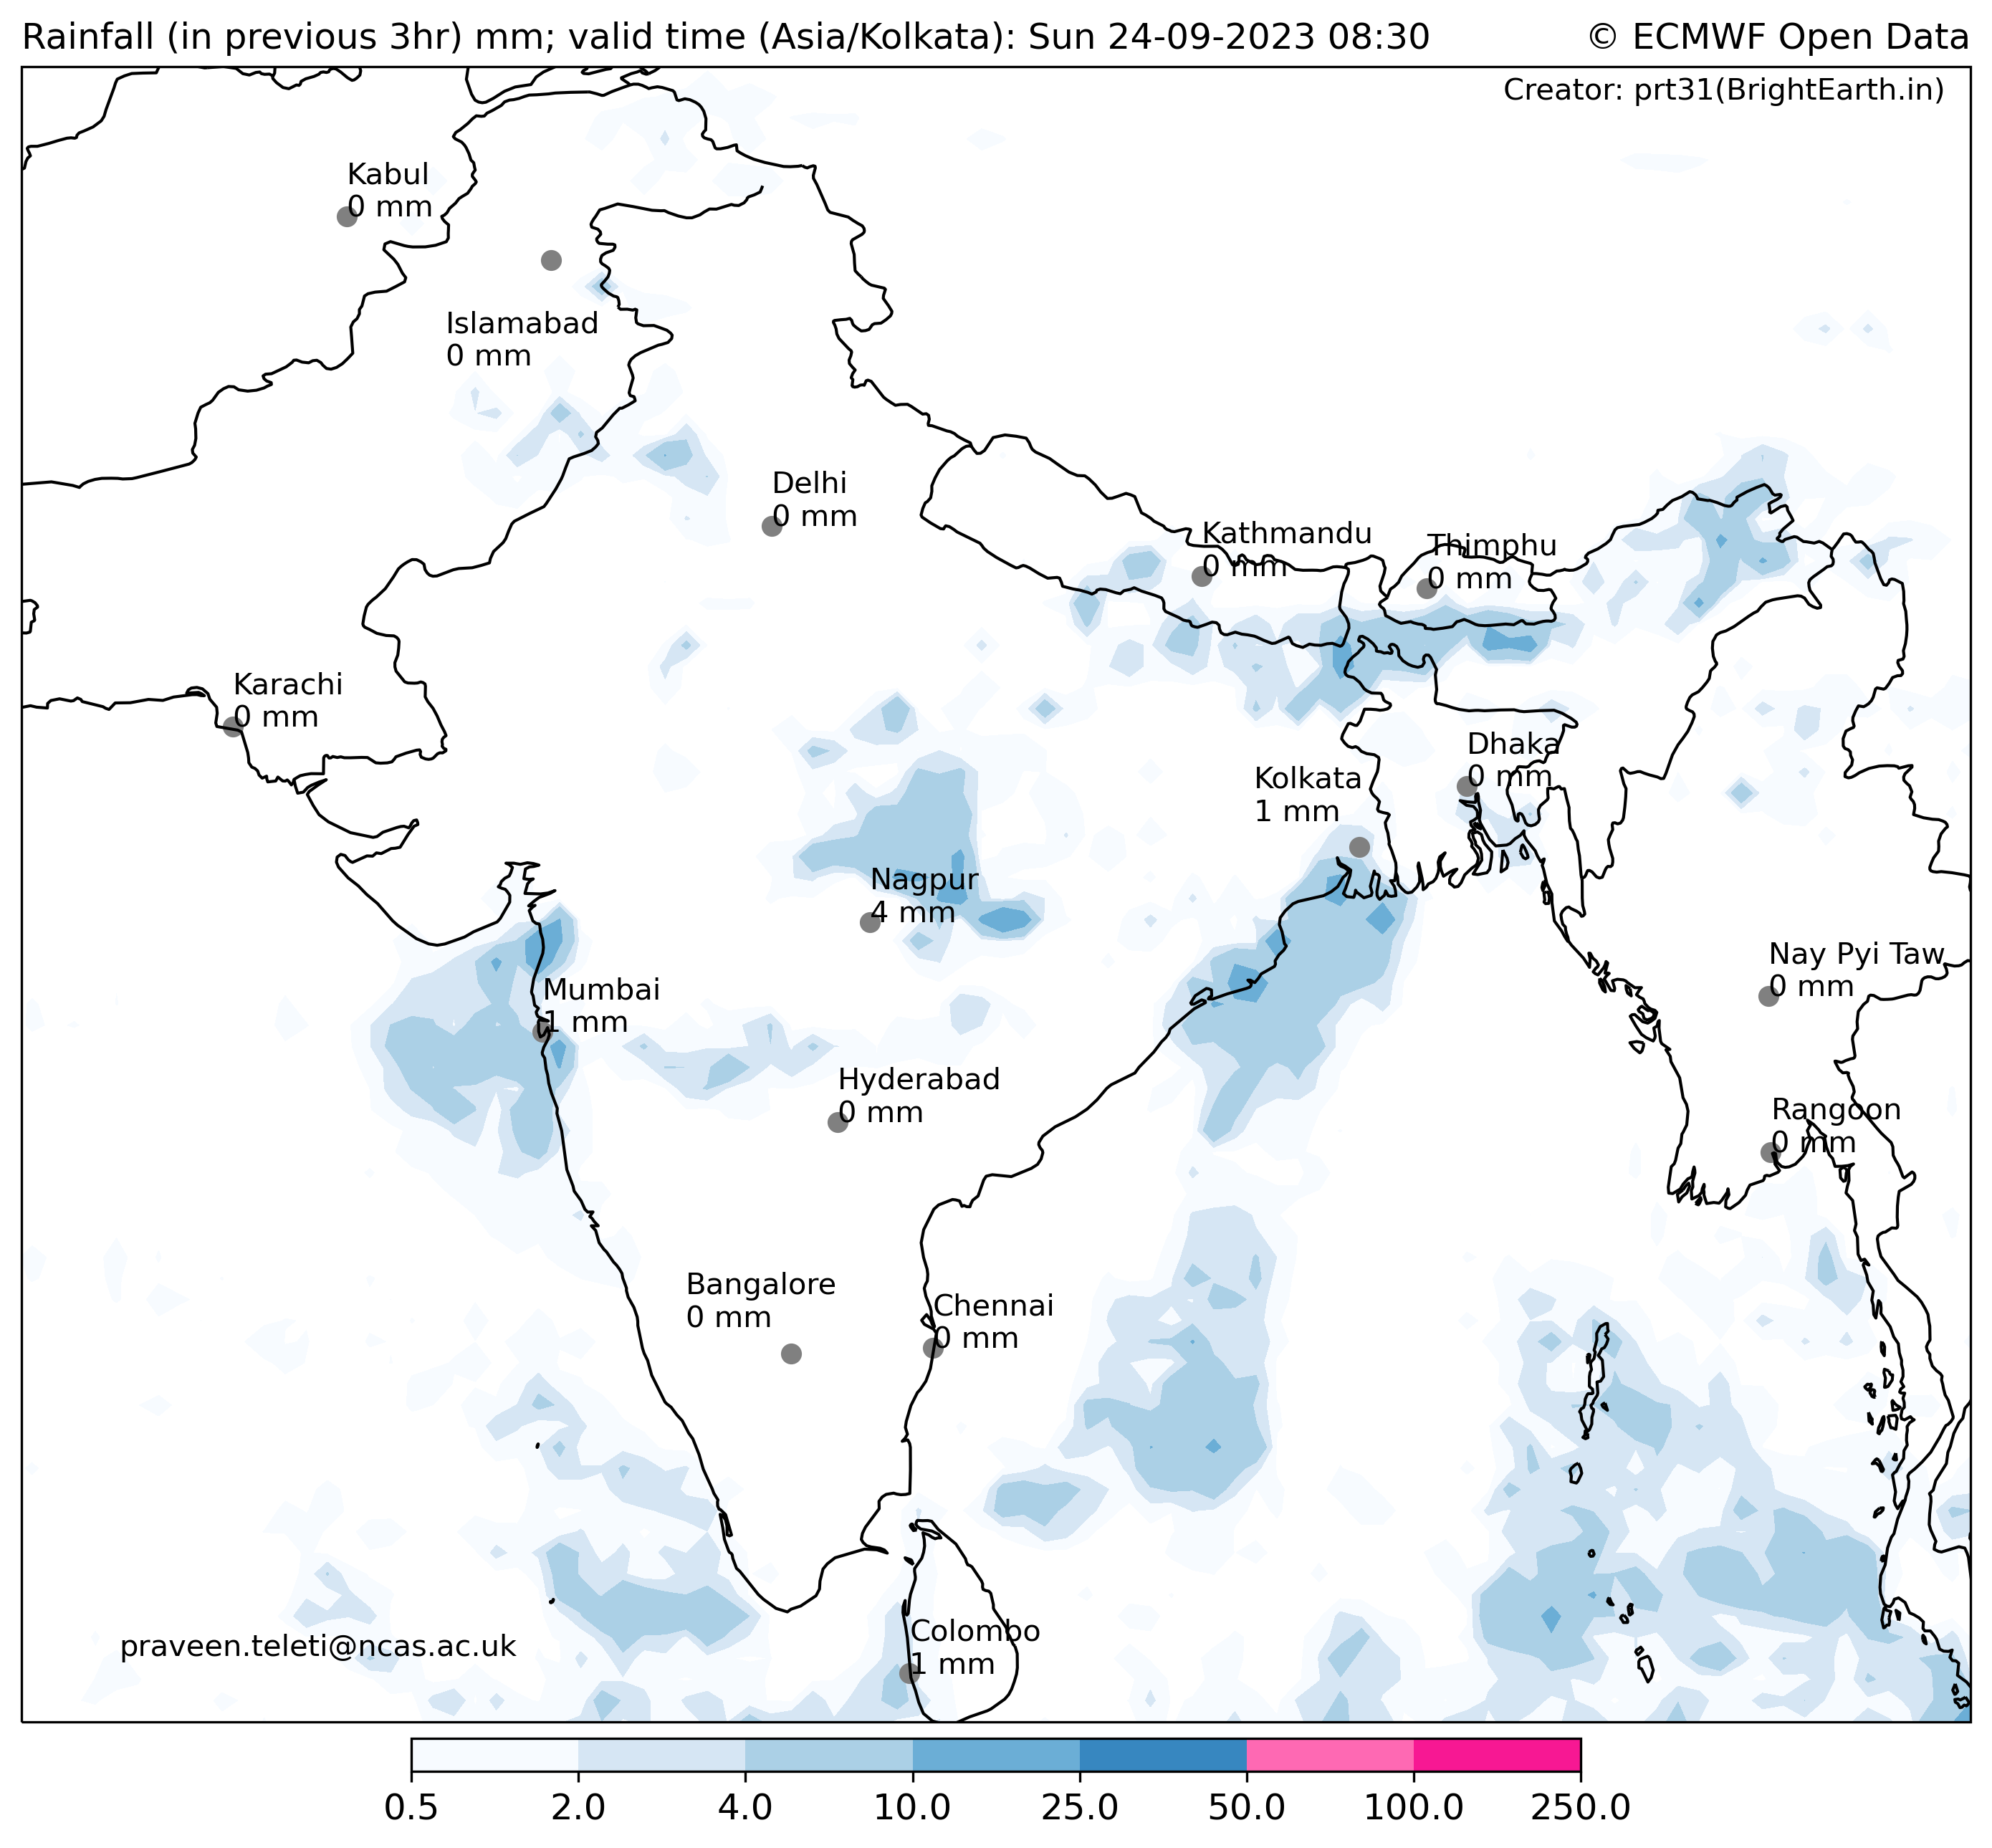 Rainfall (in previous 3hr) mm; valid time (Asia/Kolkata): Sun 24-09-2023 08:30
© ECMWF Open Data
Creator: prt31(BrightEarth.in)
Kabul
0 mm
Islamabad
0 mm
Delhi
0 mm
Kathmandu
0 mm
Thimphu
0 mm
Karachi
0 mm
Dhaka
0 mm
Kolkata
1 mm
Nagpur
4 mm
Nay Pyi Taw
0 mm
Mumbai
1 mm
Hyderabad
0 mm
Rangoon
0 mm
Bangalore
0 mm
Chennai
0 mm
Colombo
1 mm
praveen.teleti@ncas.ac.uk
0.5 2.0 4.0 10.0 25.0 50.0 100.0 250.0